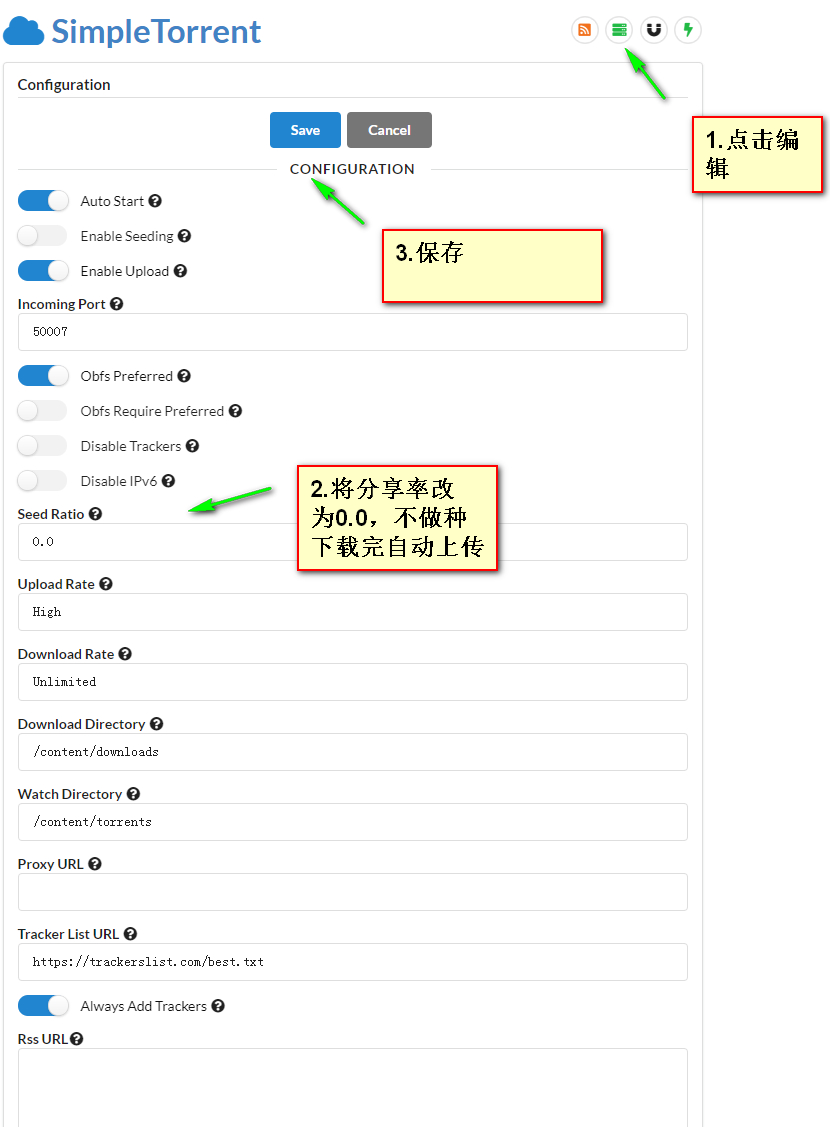 SimpleTorrent
Configuration
1.点击编
辑
Save
Cancel
CONFIGURATION
Auto Start
Enable Seeding
3.保存
Enable Upload
Incoming Port
50007
Obfs Preferred
Obfs Require Preferred
Disable Trackers
Disable IPv6
2.将分享率改
为0.0，不做种
下载完自动上传
Seed Ratio
0.0
Upload Rate
High
Download Rate
Unlimited
Download Directory
/content/downloads
Watch Directory
/content/torrents
Proxy URL
Tracker List URL
https://trackerslist.com/best.txt
Always Add Trackers
Rss URL